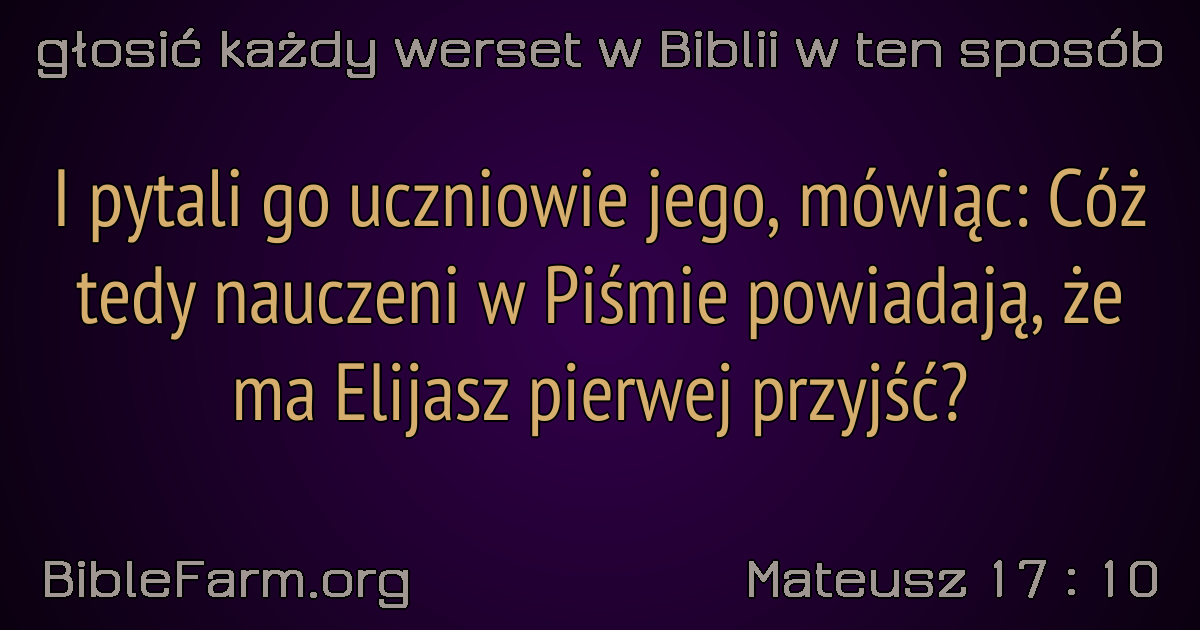 głosić każdy werset w Biblii w ten sposób
I pytali go uczniowie jego, mówiąc: Cóż
tedy nauczeni w Piśmie powiadają, że
ma Elijasz pierwej przyjść?
BibleFarm.org
Mateusz 17 : 10